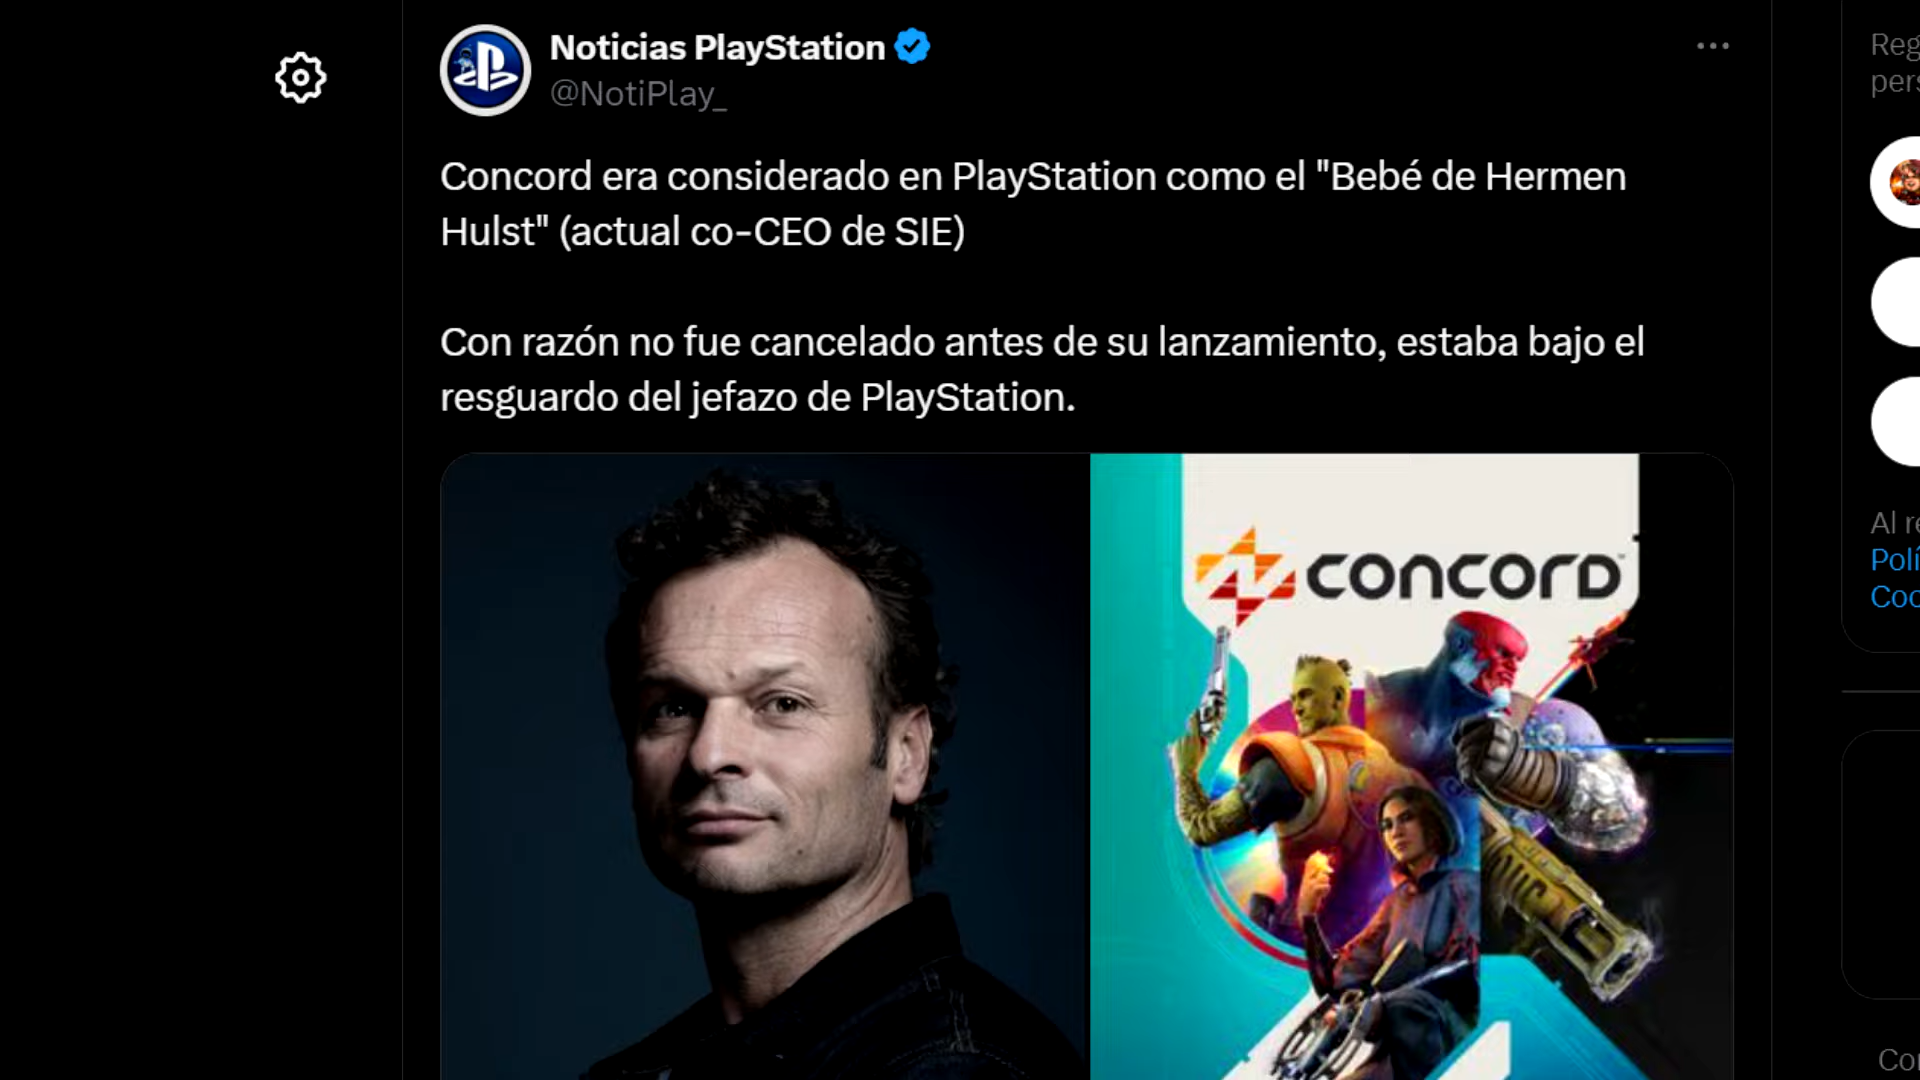 Noticias PlayStation
@NotiPlay_
Concord era considerado en PlayStation como el "Bebé de Hermen
Hulst" (actual co-CEO de SIE)
Con razón no fue cancelado antes de su lanzamiento, estaba bajo el
resguardo del jefazo de PlayStation.
CONCORD
Al